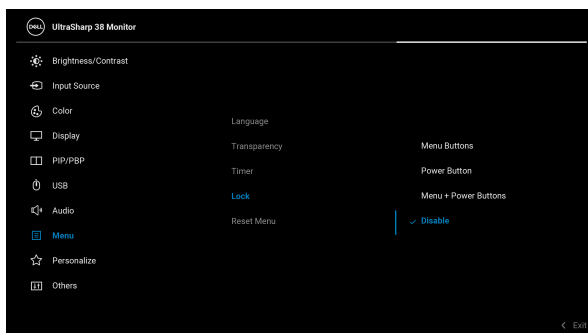 DELL
UltraSharp 38 Monitor
Brightness/Contrast
Input Source
Color
Display
PIP/PBP
USB
Audio
Menu
Personalize
Others
Language
Transparency
Timer
Lock
Reset Menu
Menu Buttons
Power Button
Menu + Power Buttons
Disable
Exit